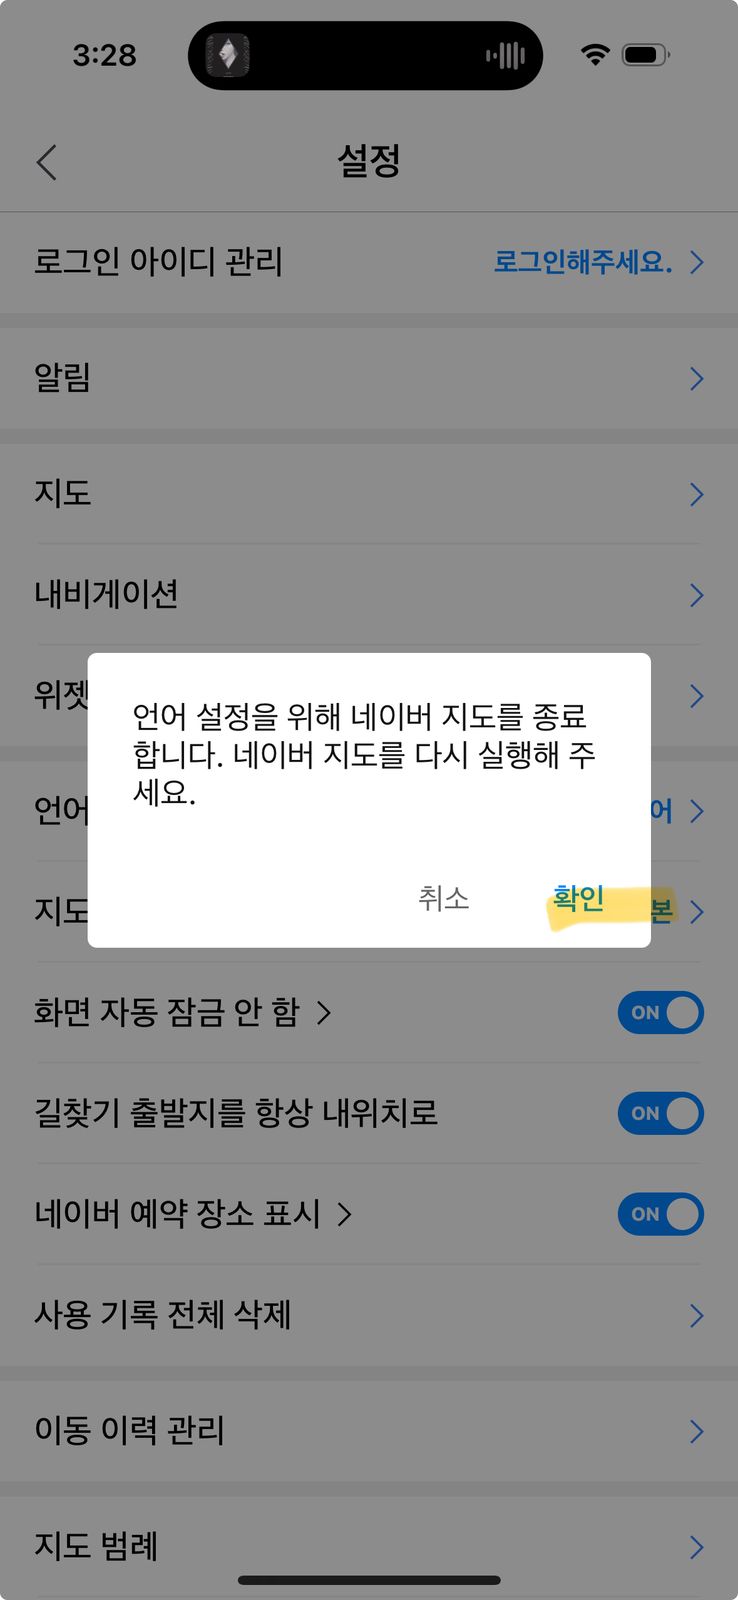 3:28
설정
로그인 아이디 관리 로그인해주세요.
알림
지도
내비게이션
위젯
언어 설정을 위해 네이버 지도를 종료
합니다. 네이버 지도를 다시 실행해 주
세요.
언어 어
취소 확인
지도 본
화면 자동 잠금 안 함 ON
길찾기 출발지를 항상 내위치로 ON
네이버 예약 장소 표시 ON
사용 기록 전체 삭제
이동 이력 관리
지도 범례